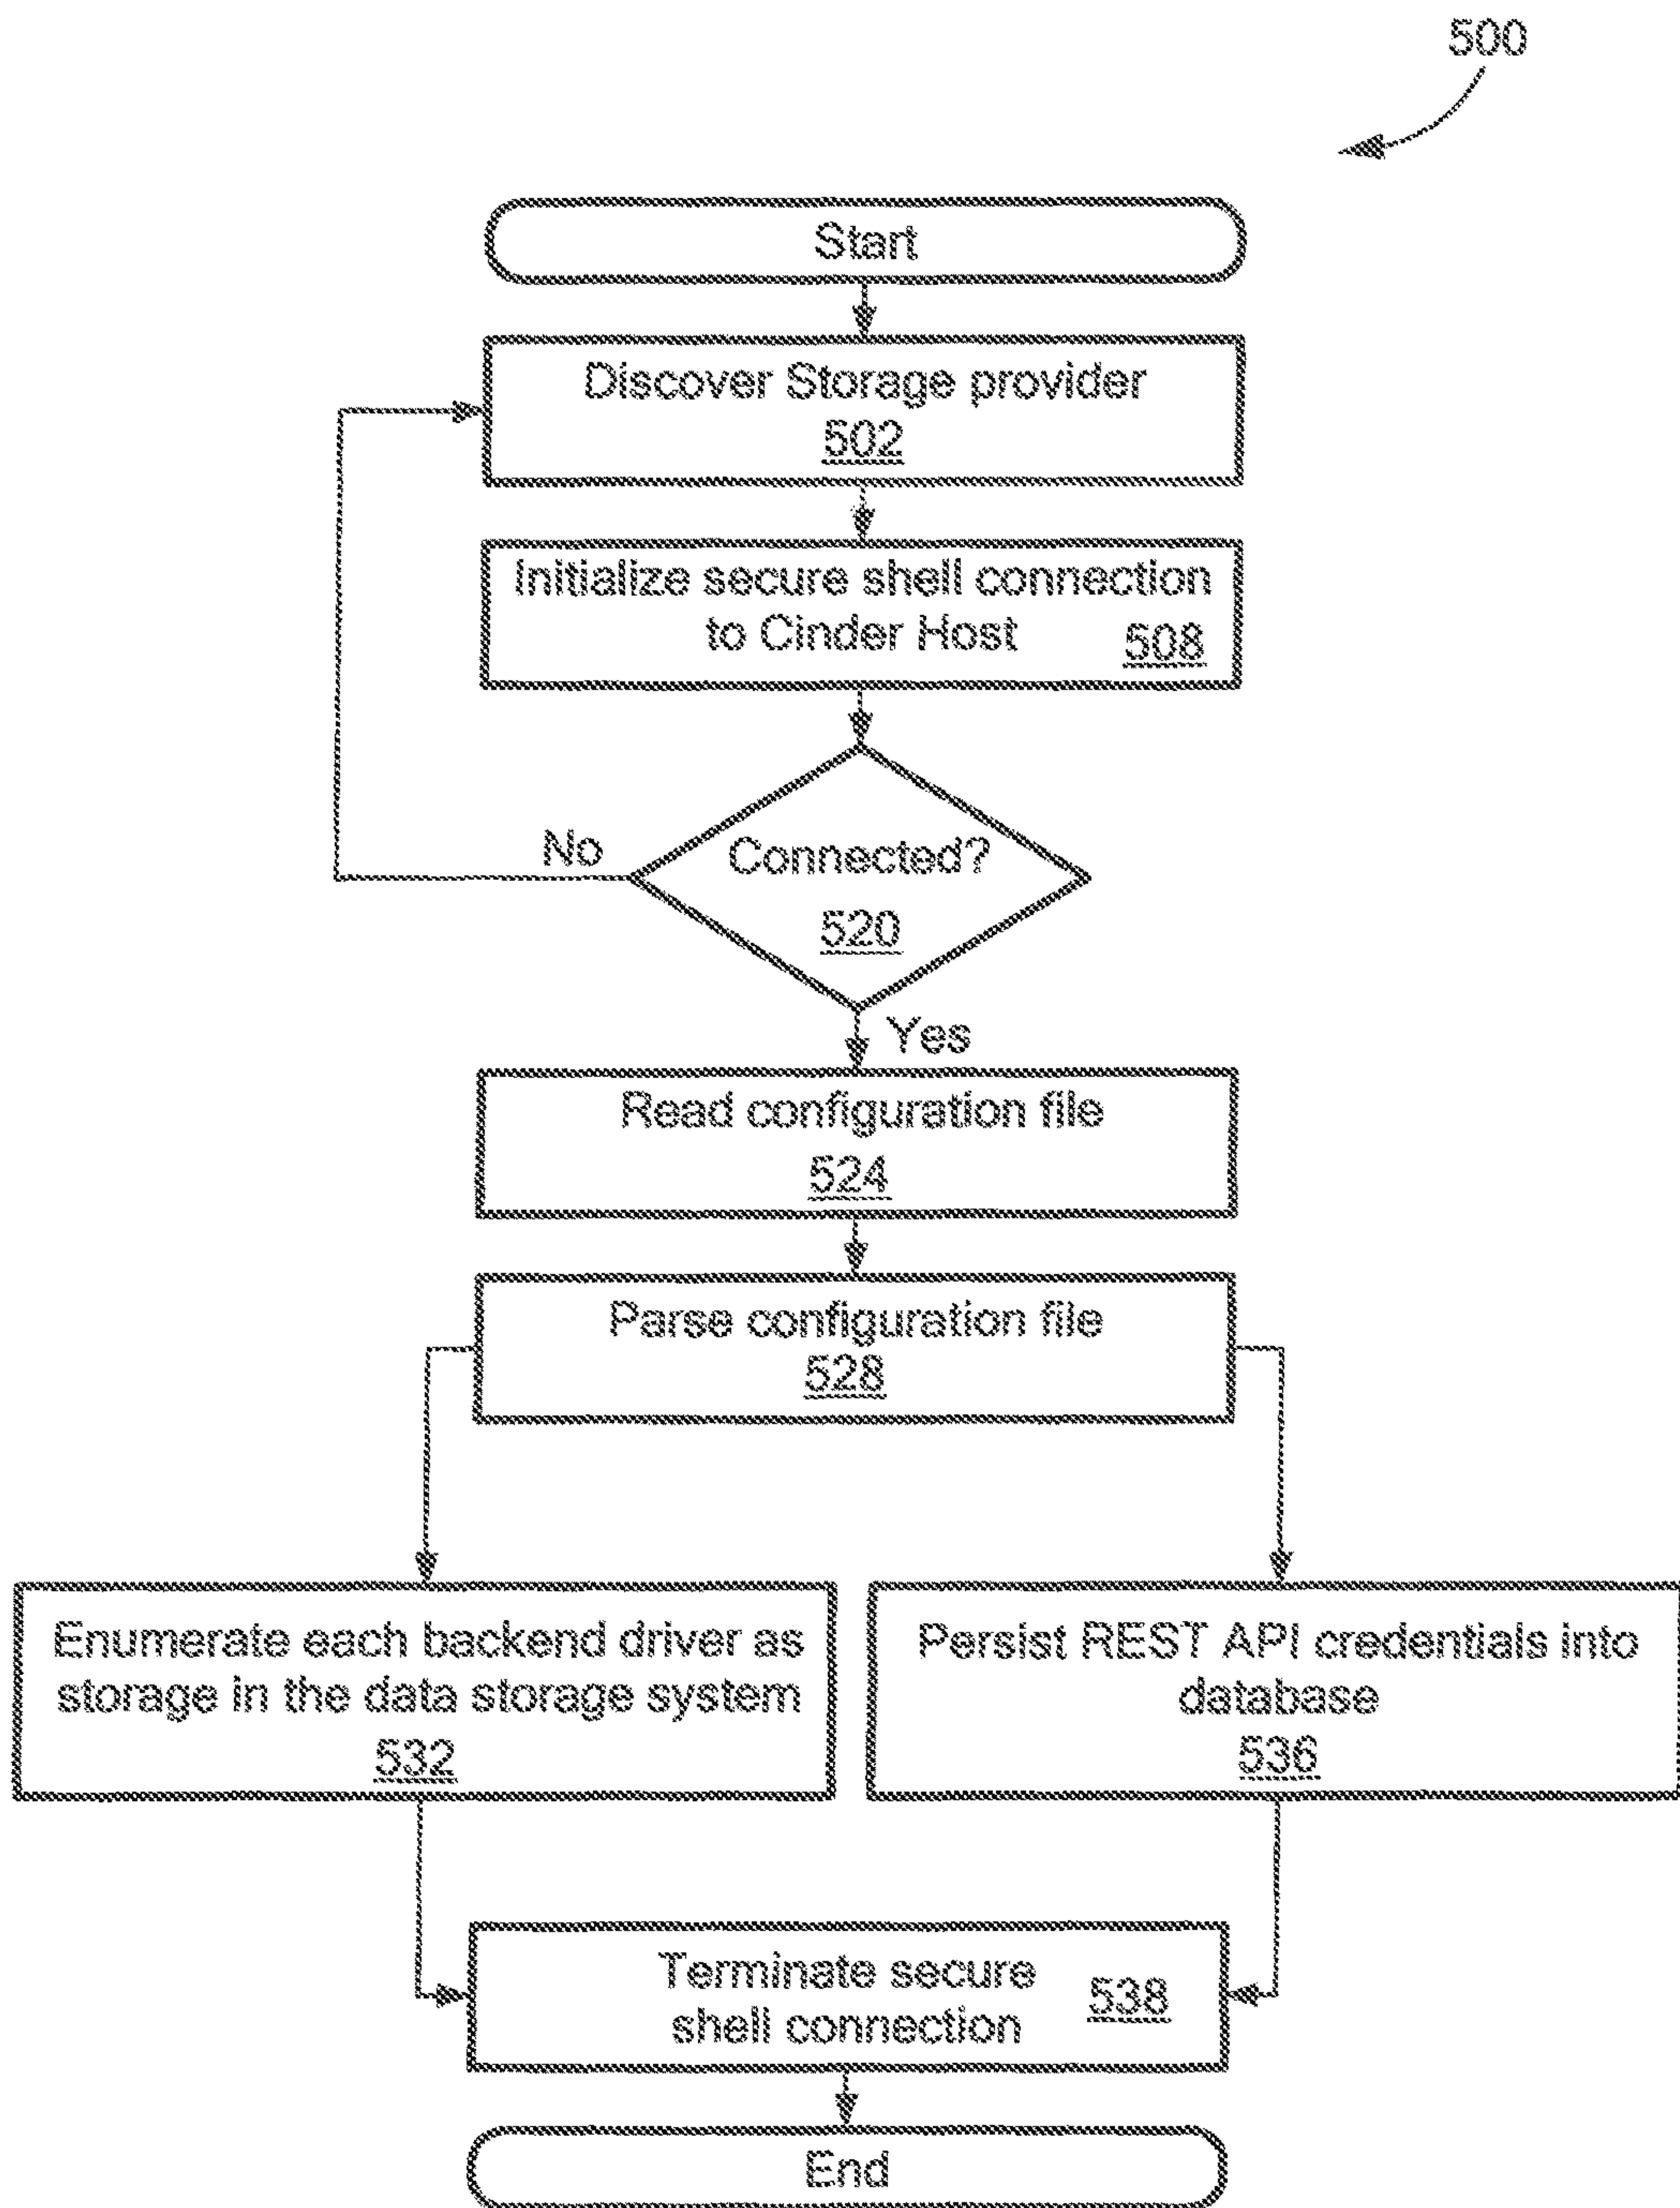 500
Start
Discover Storage provider
502
Initialize secure shell connection
to Cinder Host 508
Connected?
520
No
Yes
Read configuration file
524
Parse configuration file
528
Enumerate each backend driver as
storage in the data storage system
532
Persist REST API credentials into
database
536
Terminate secure
shell connection
538
End